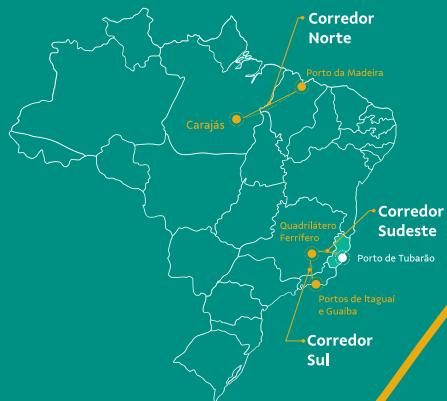 Corredor
Norte
Porto da Madeira
Carajás
Quadrilátero
Ferrífero
Corredor
Sudeste
Porto de Tubarão
Portos de Itaguaí
e Guaíba
Corredor
Sul